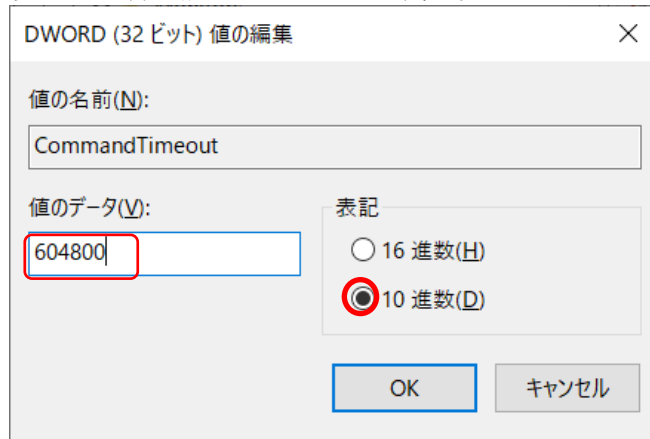 DWORD (32 ビット) 値の編集
値の名前(N):
CommandTimeout
値のデータ(V):
表記
604800
16 進数(H)
10 進数(D)
OK
キャンセル